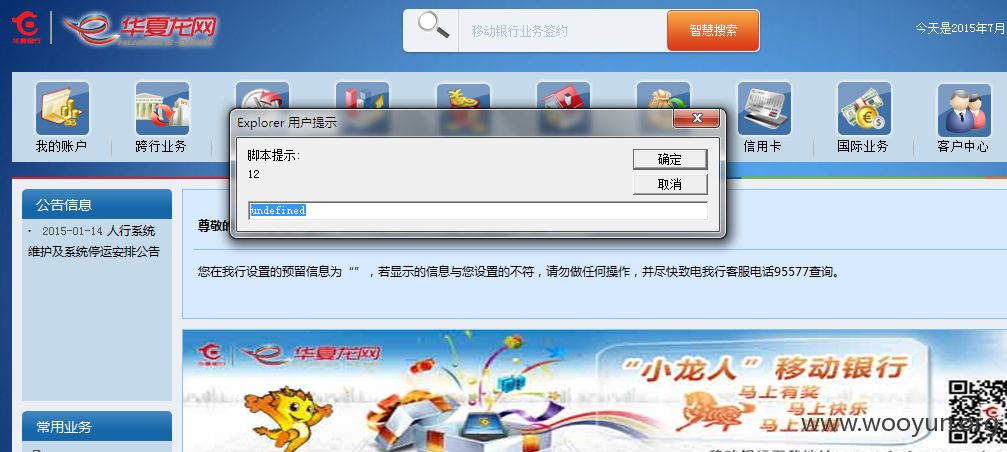 华夏银行
华夏龙网
移动银行业务签约
智慧搜索
今天是2015年7月
我的账户
跨行业务
信用卡
国际业务
客户中心
Explorer 用户提示
脚本提示:
12
确定
取消
undefined
公告信息
· 2015-01-14 人行系统
维护及系统停运安排公告
尊敬的
您在我行设置的预留信息为“”，若显示的信息与您设置的不符，请勿做任何操作，并尽快致电我行客服电话95577查询。
华夏龙网
“小龙人”移动银行
马上有奖
马上快乐
www.wooyun
常用业务